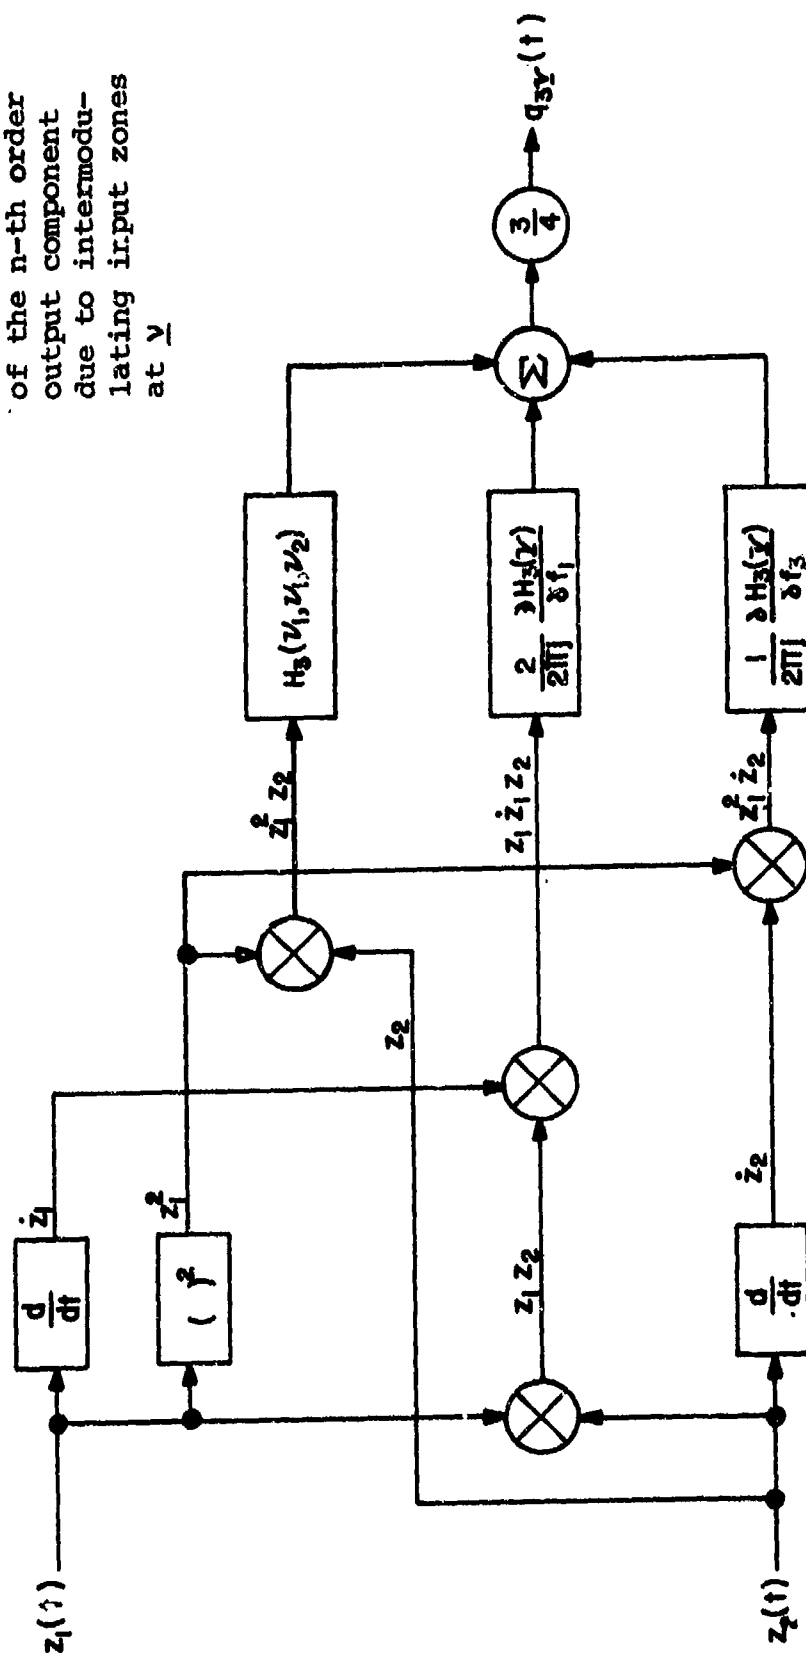 of the n-th order
output component
due to intermodu-
lating input zones
at ν
z₁(t)
d/dt
ż₁
( )²
z₁²
z₁ z₂
z₂
z₁² z₂
H₃(ν₁,ν₁,ν₂)
z₁ ż₁ z₂
2/2πj ∂H₃(ν)/∂f₁
Σ
3/4
q₃ν(t)
z₂(t)
d/dt
ż₂
z₁² ż₂
1/2πj ∂H₃(ν)/∂f₃